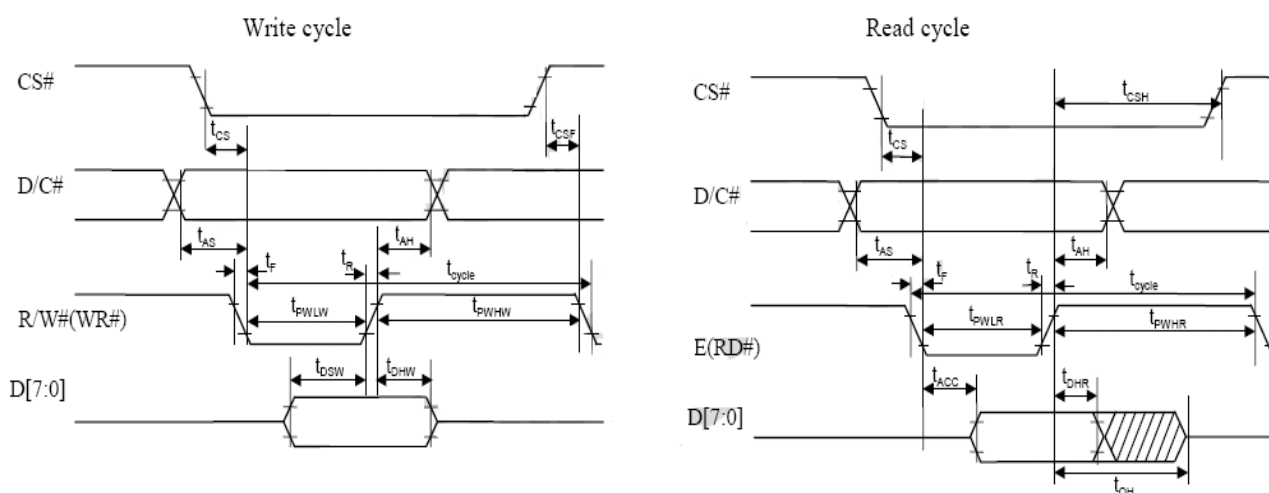 Write cycle
CS#
tCS
tCSF
D/C#
tAS
tF
tR
tAH
tcycle
R/W#(WR#)
tPWLW
tPWHW
tDSW
tDHW
D[7:0]
Read cycle
CS#
tCSH
tCS
D/C#
tAS
tF
tR
tAH
tcycle
E(RD#)
tPWLR
tPWHR
tACC
tDHR
D[7:0]
tOH